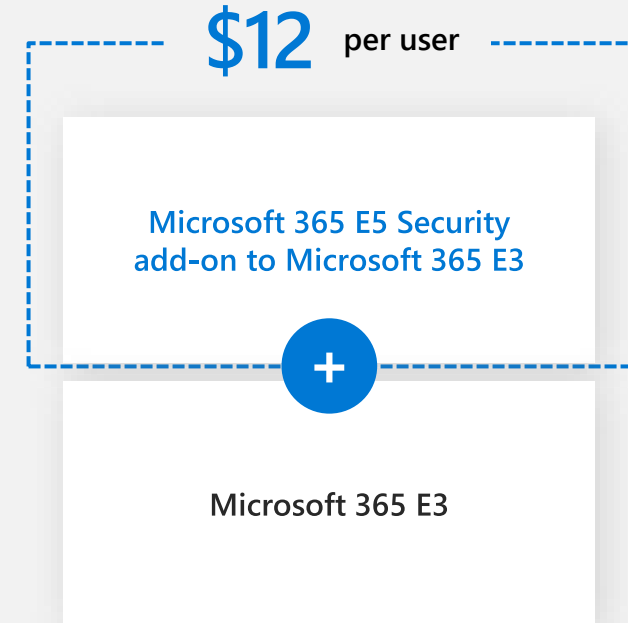 $12 per user
Microsoft 365 E5 Security
add-on to Microsoft 365 E3
+
Microsoft 365 E3